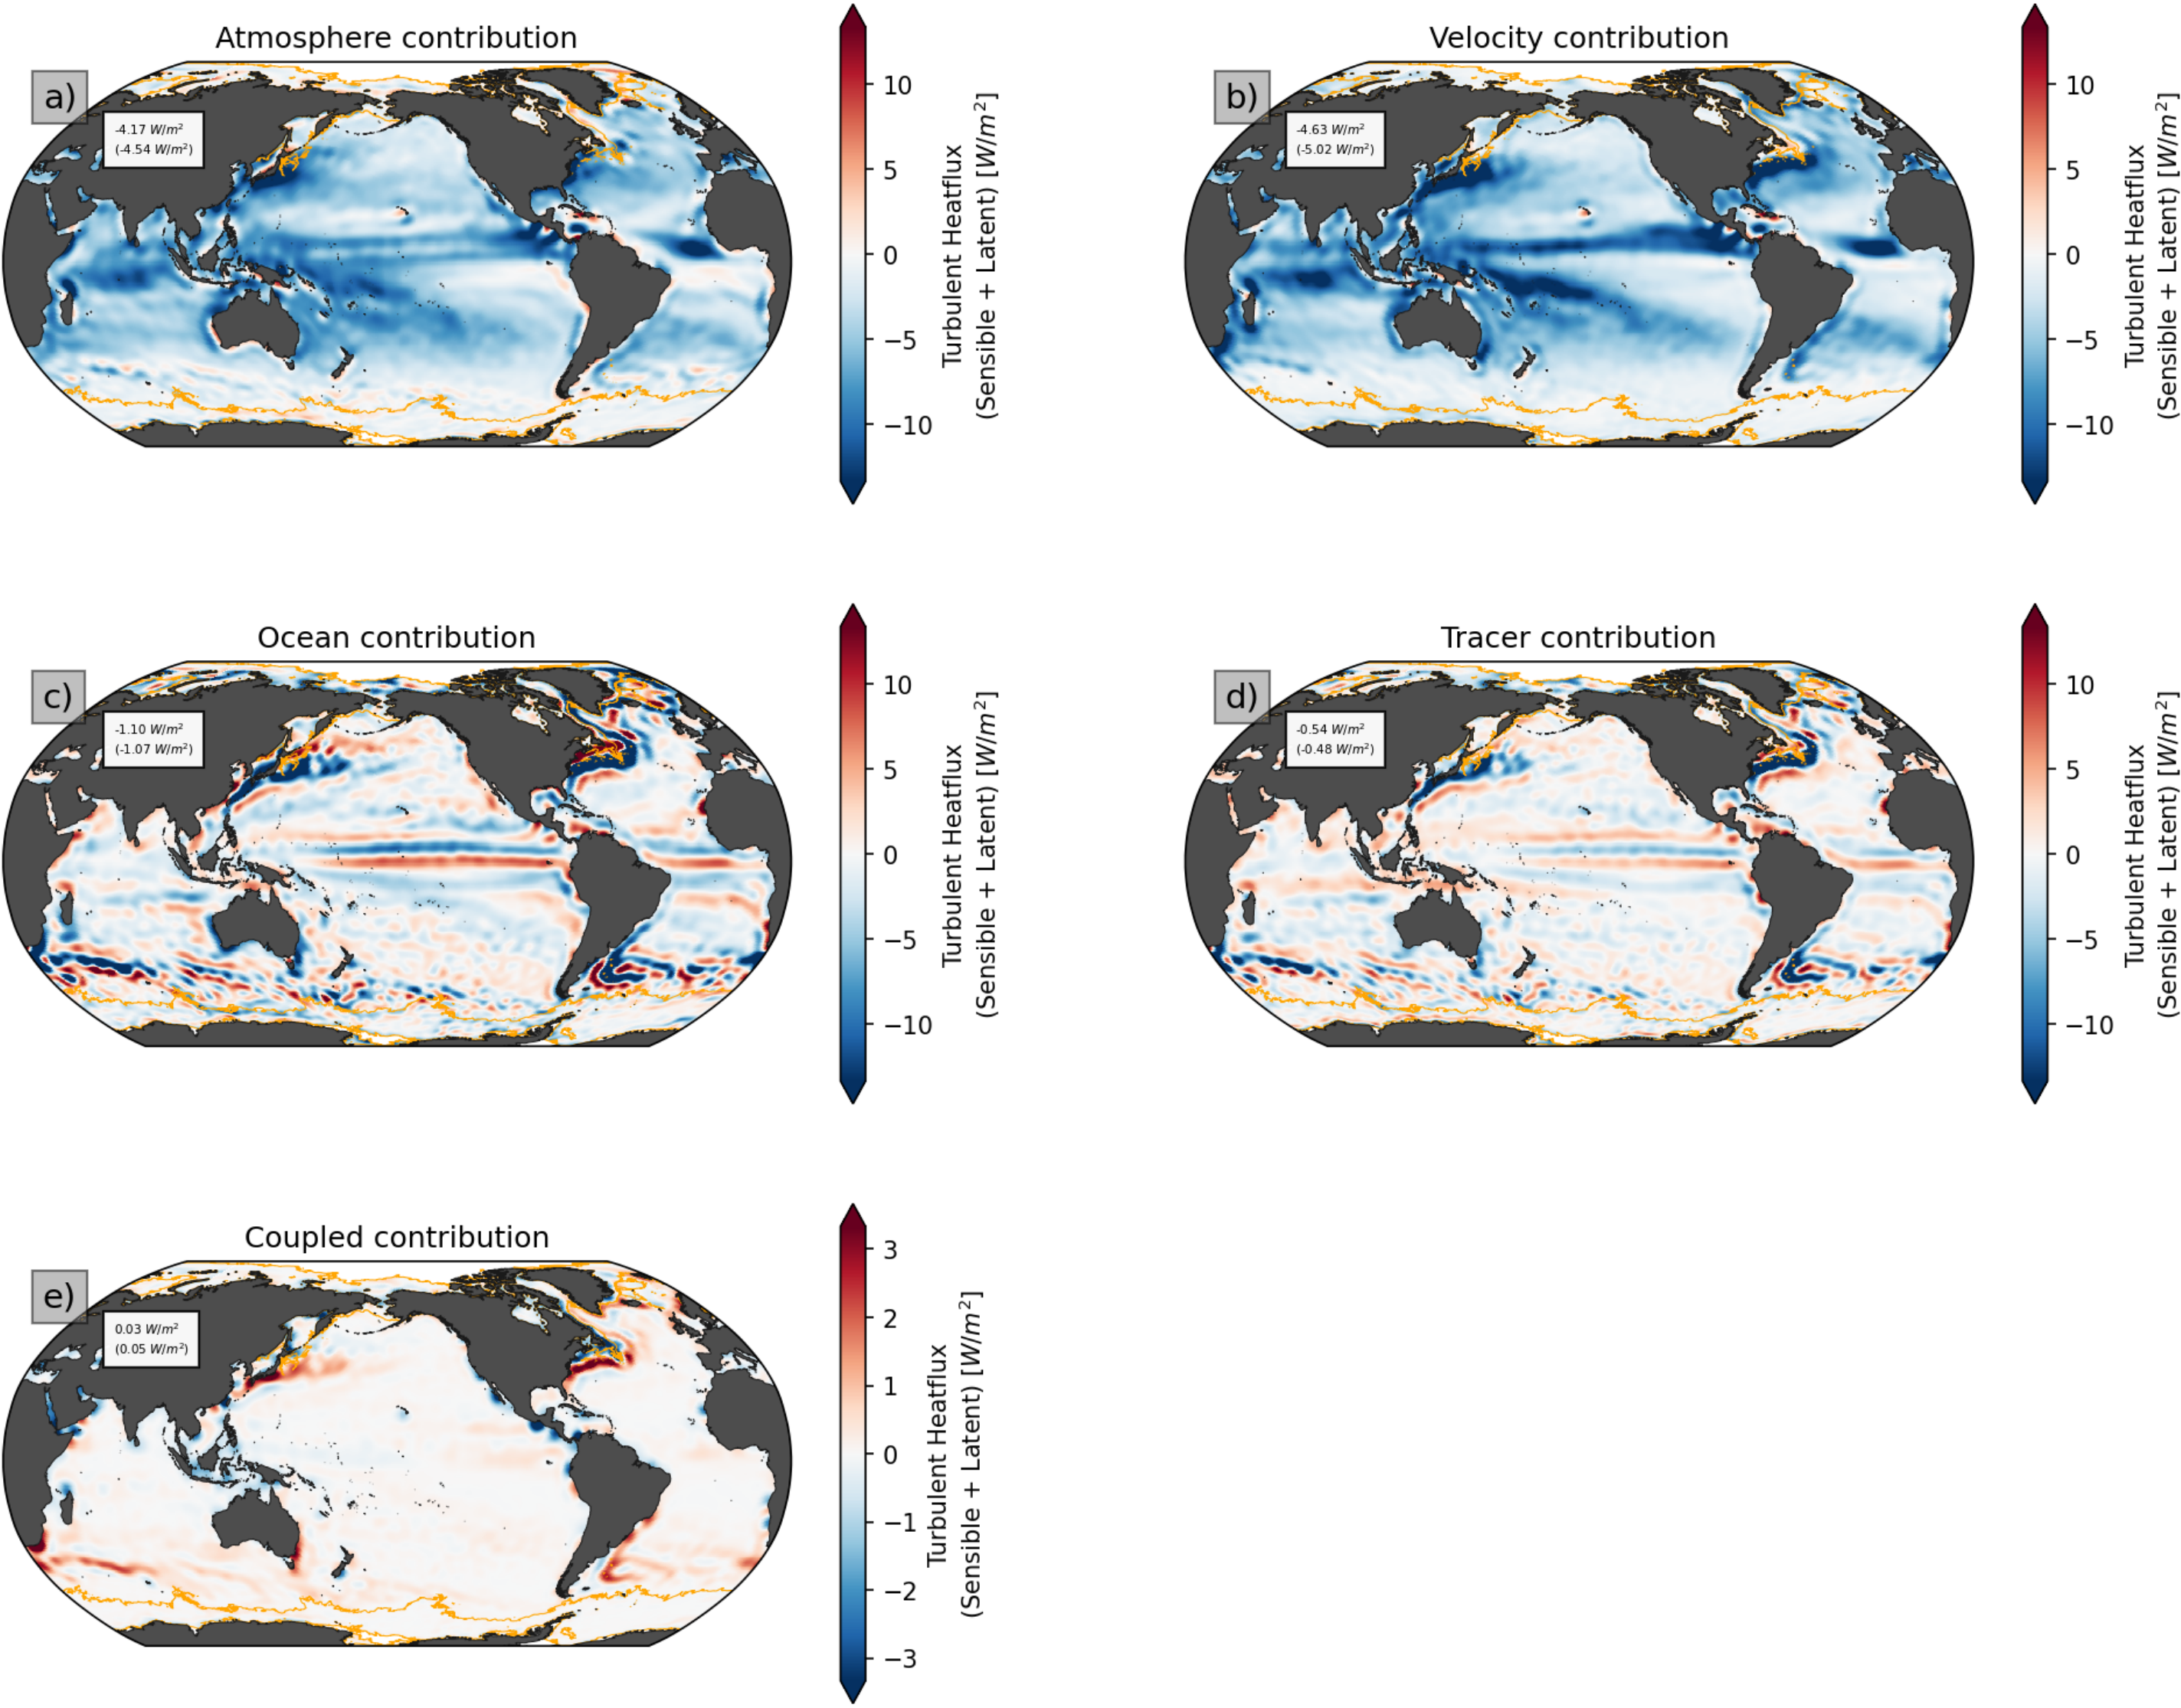 Atmosphere contribution
a)
-4.17 W/m²
(-4.54 W/m²)
10
5
0
−5
−10
Turbulent Heatflux
(Sensible + Latent) [W/m²]
Velocity contribution
b)
-4.63 W/m²
(-5.02 W/m²)
10
5
0
−5
−10
Turbulent Heatflux
(Sensible + Latent) [W/m²]
Ocean contribution
c)
-1.10 W/m²
(-1.07 W/m²)
10
5
0
−5
−10
Turbulent Heatflux
(Sensible + Latent) [W/m²]
Tracer contribution
d)
-0.54 W/m²
(-0.48 W/m²)
10
5
0
−5
−10
Turbulent Heatflux
(Sensible + Latent) [W/m²]
Coupled contribution
e)
0.03 W/m²
(0.05 W/m²)
3
2
1
0
−1
−2
−3
Turbulent Heatflux
(Sensible + Latent) [W/m²]